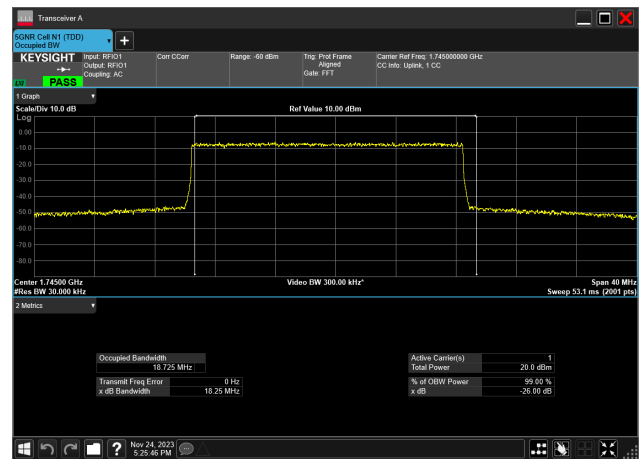 Transceiver A
5GNR Cell N1 (TDD)
Occupied BW
KEYSIGHT
Input: RFIO1
Output: RFIO1
Coupling: AC
Corr CCorr
Range: -60 dBm
Trig: Prot Frame
Aligned
Gate: FFT
Carrier Ref Freq: 1.745000000 GHz
CC Info: Uplink, 1 CC
PASS
1 Graph
Scale/Div 10.0 dB
Ref Value 10.00 dBm
Log
0.00
-10.0
-20.0
-30.0
-40.0
-50.0
-60.0
-70.0
-80.0
Center 1.74500 GHz
Video BW 300.00 kHz*
Span 40 MHz
#Res BW 30.000 kHz
Sweep 53.1 ms (2001 pts)
2 Metrics
Occupied Bandwidth
18.725 MHz
Transmit Freq Error 0 Hz
x dB Bandwidth 18.25 MHz
Active Carrier(s) 1
Total Power 20.0 dBm
% of OBW Power 99.00 %
x dB -26.00 dB
?
Nov 24, 2023
5:25:46 PM